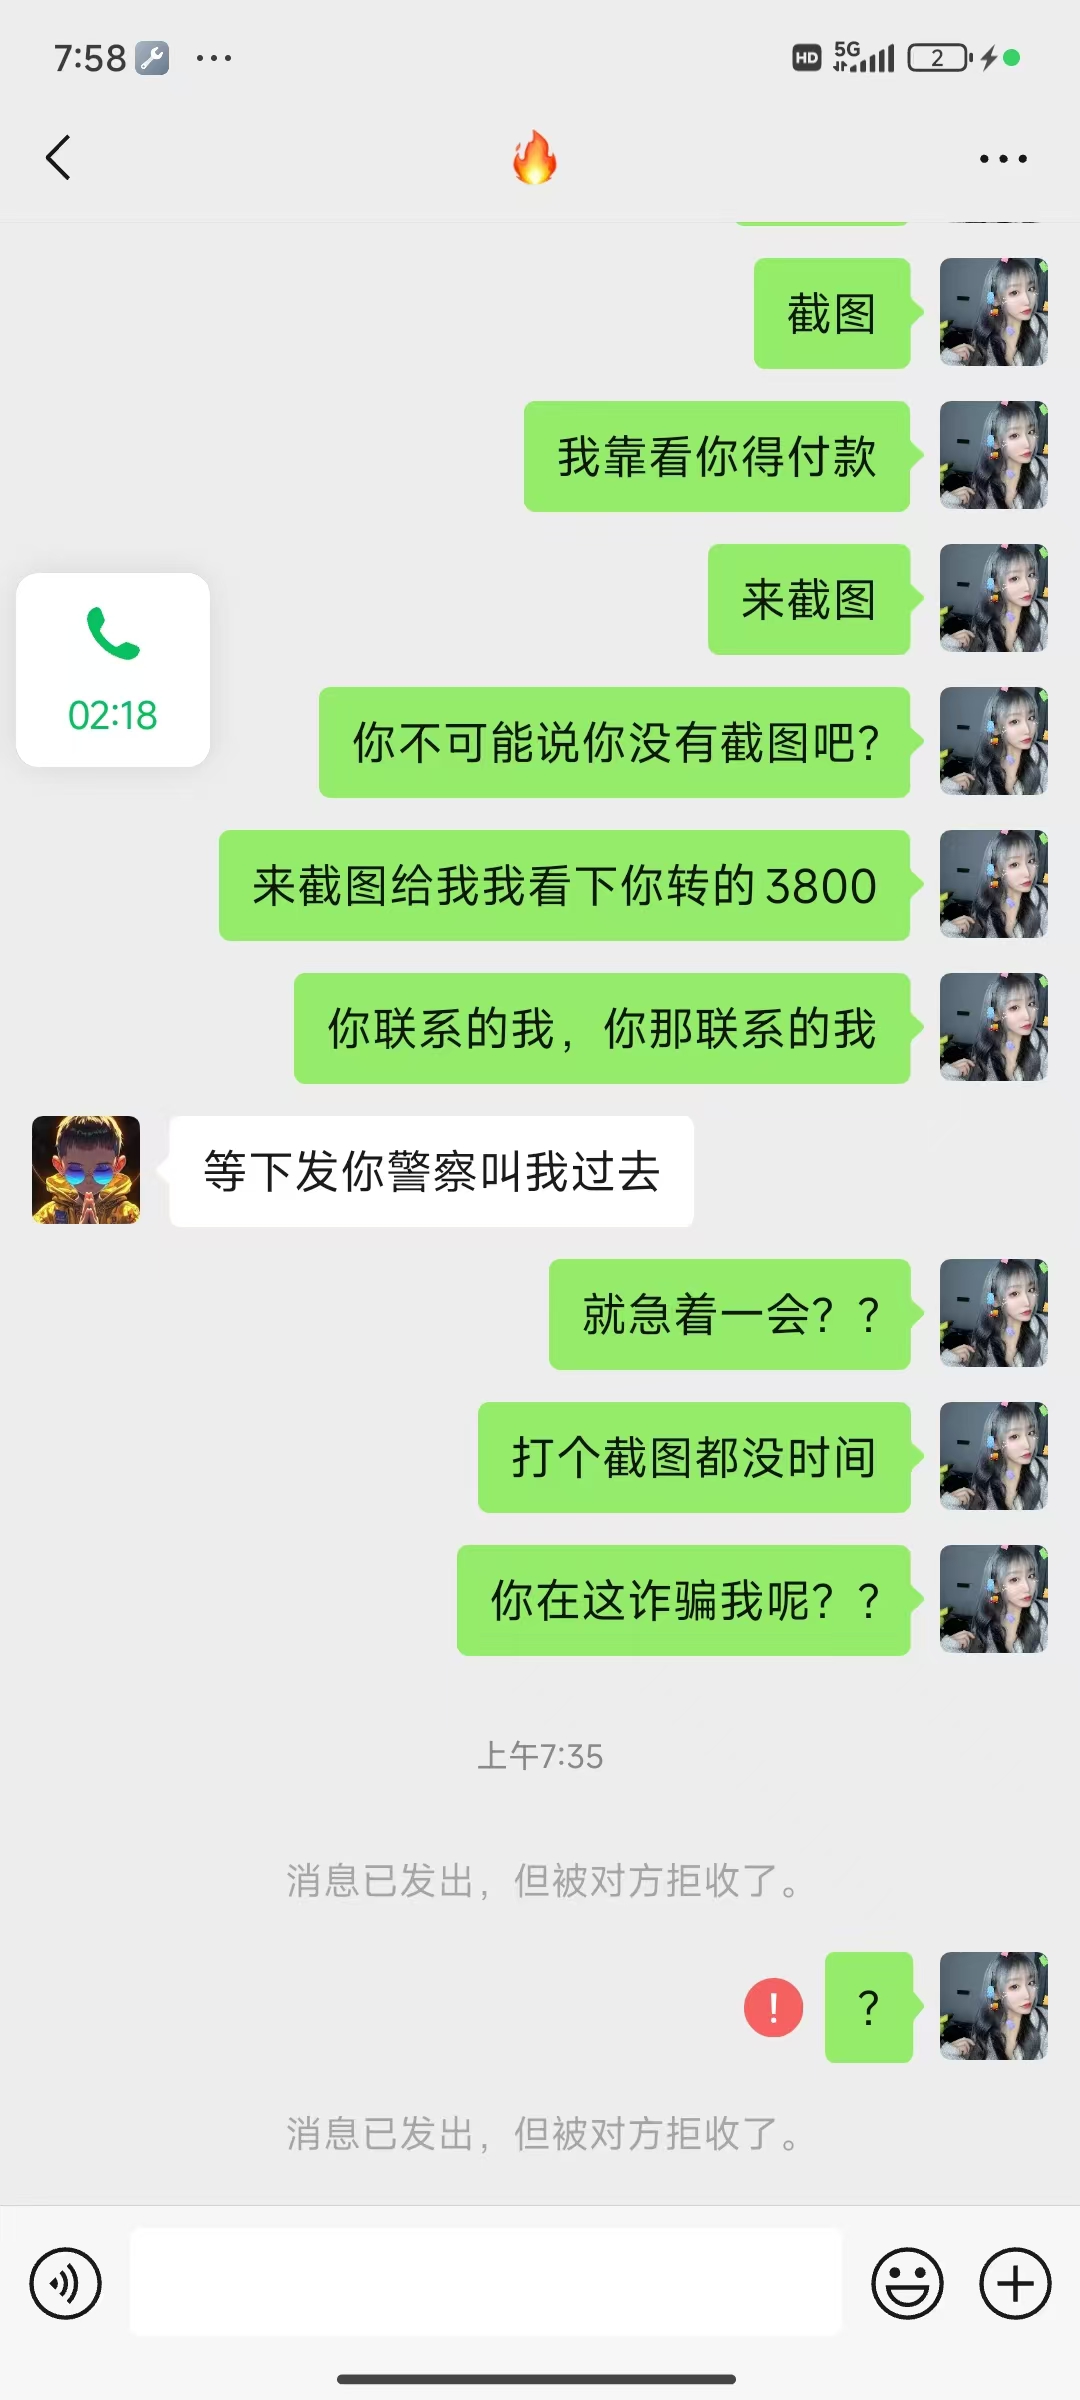 7:58
HD 5G 2
截图
我靠看你得付款
来截图
02:18
你不可能说你没有截图吧?
来截图给我我看下你转的3800
你联系的我，你那联系的我
等下发你警察叫我过去
就急着一会？？
打个截图都没时间
你在这诈骗我呢？？
上午7:35
消息已发出，但被对方拒收了。
!
?
消息已发出，但被对方拒收了。